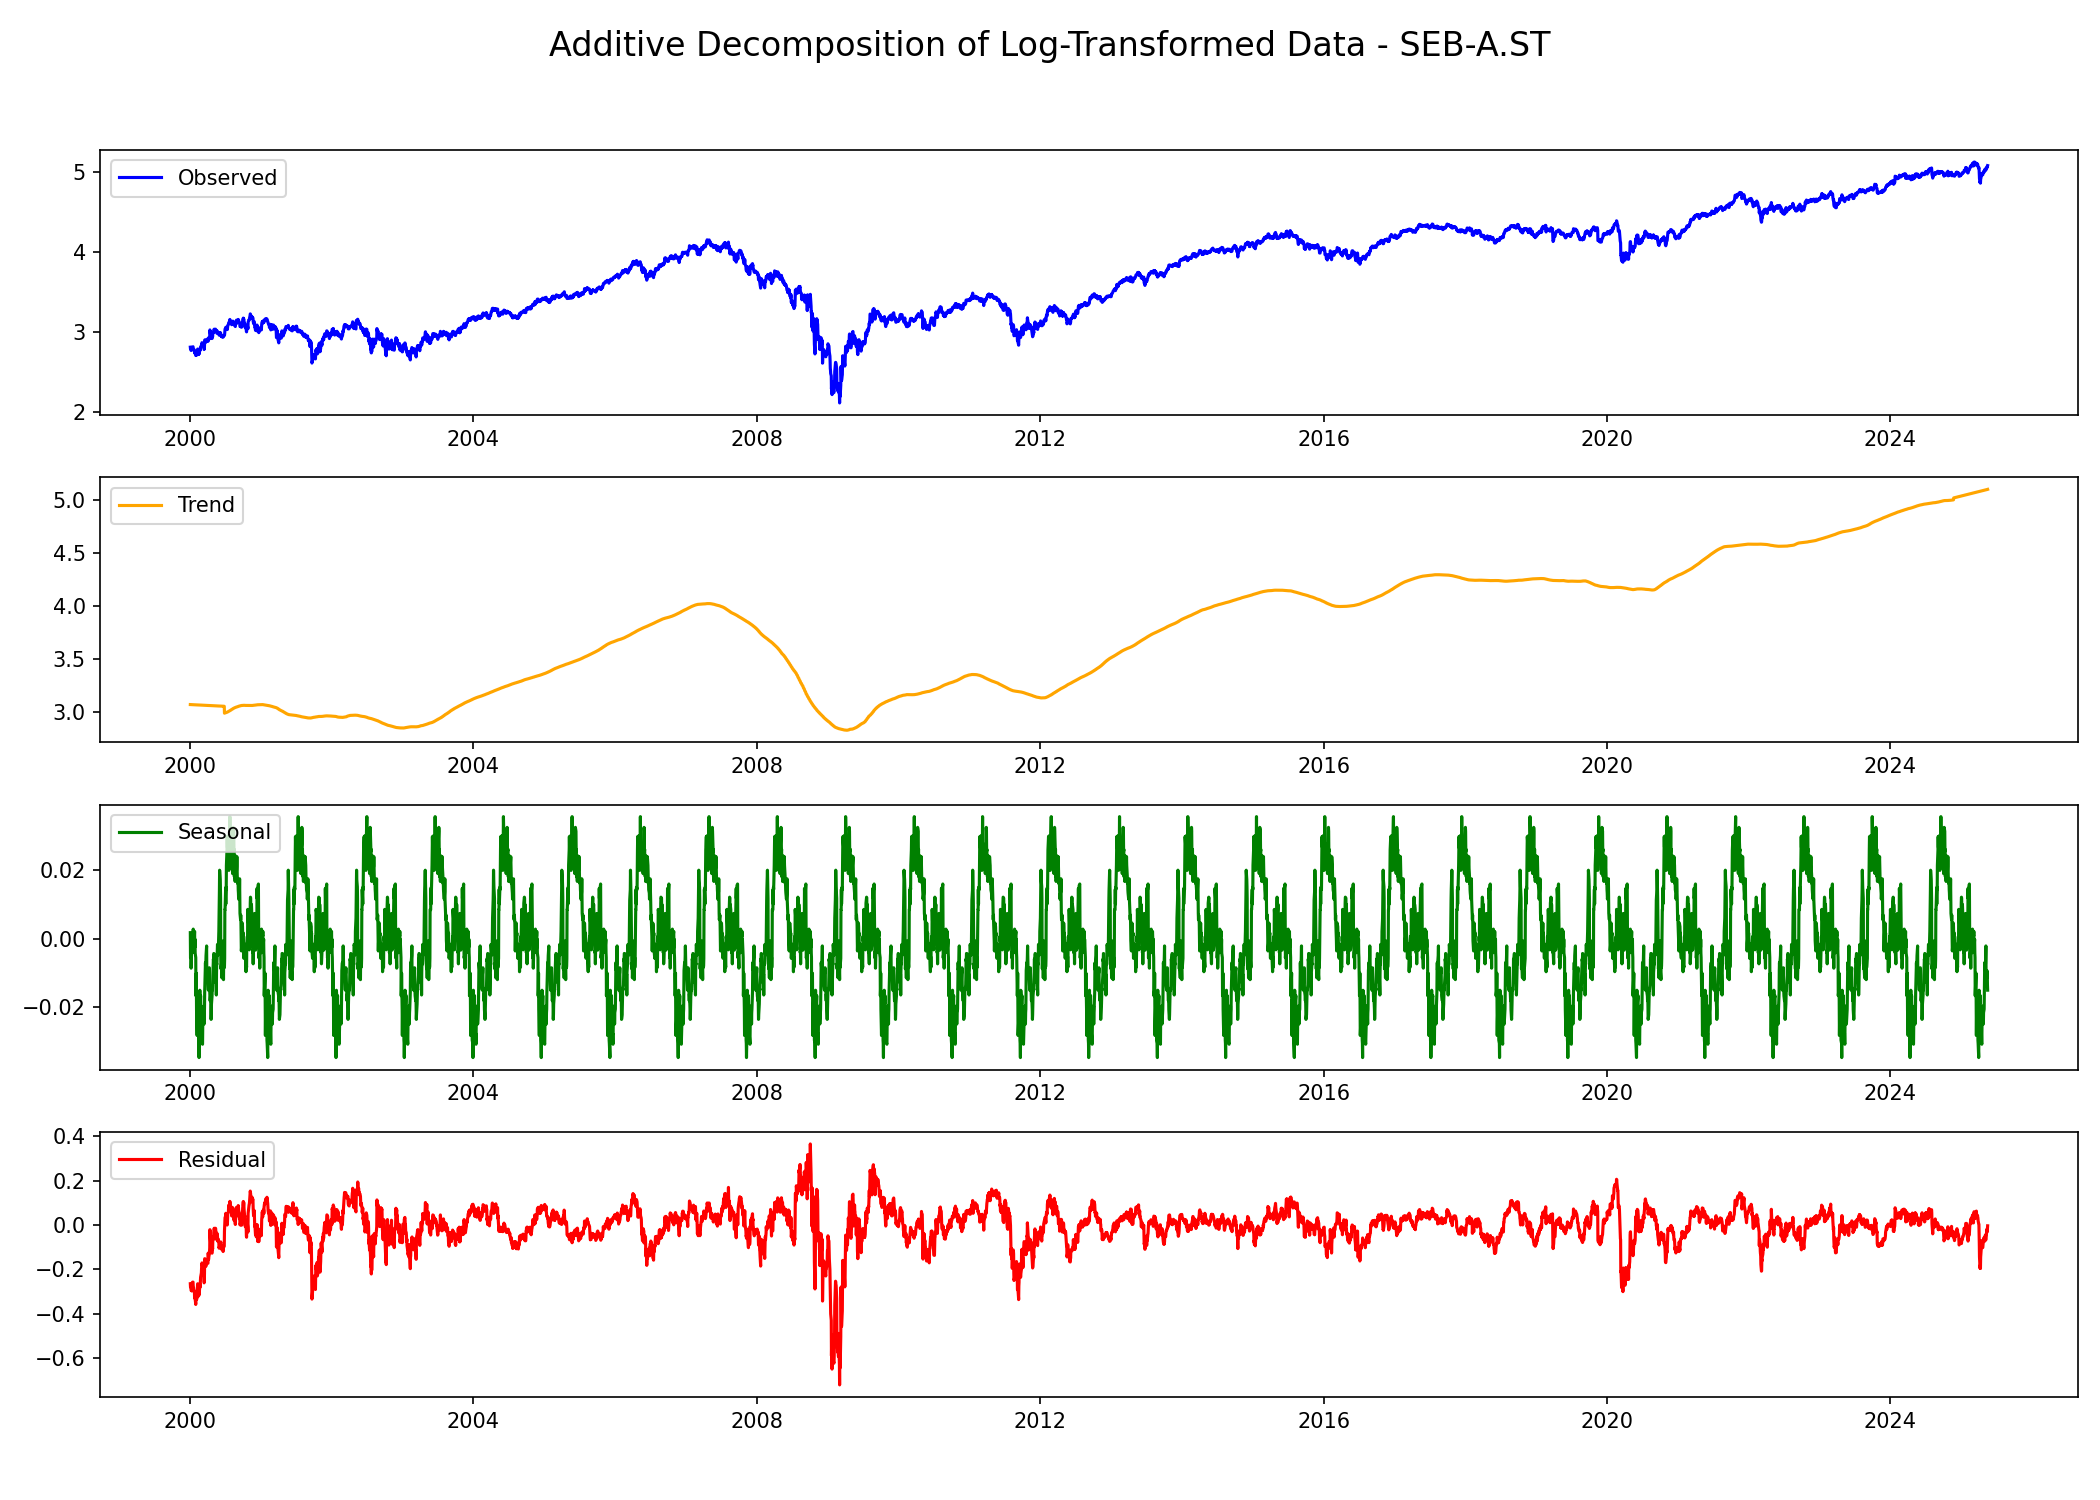 Additive Decomposition of Log-Transformed Data - SEB-A.ST
Observed
5
4
3
2
2000 2004 2008 2012 2016 2020 2024
Trend
5.0
4.5
4.0
3.5
3.0
2000 2004 2008 2012 2016 2020 2024
Seasonal
0.02
0.00
−0.02
2000 2004 2008 2012 2016 2020 2024
Residual
0.4
0.2
0.0
−0.2
−0.4
−0.6
2000 2004 2008 2012 2016 2020 2024